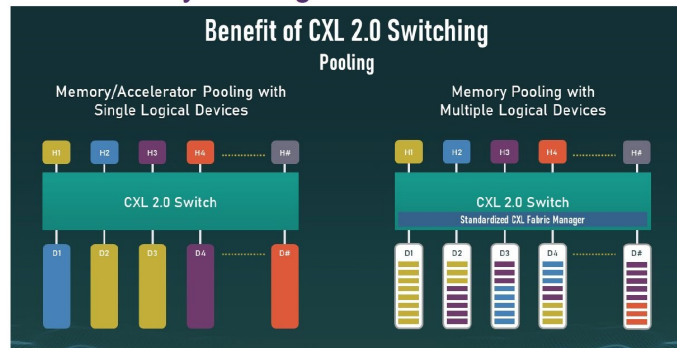 Benefit of CXL 2.0 Switching
Pooling
Memory/Accelerator Pooling with
Single Logical Devices
H1 H2 H3 H4 H#
CXL 2.0 Switch
D1 D2 D3 D4 D#
Memory Pooling with
Multiple Logical Devices
H1 H2 H3 H4 H#
CXL 2.0 Switch
Standardized CXL Fabric Manager
D1 D2 D3 D4 D#